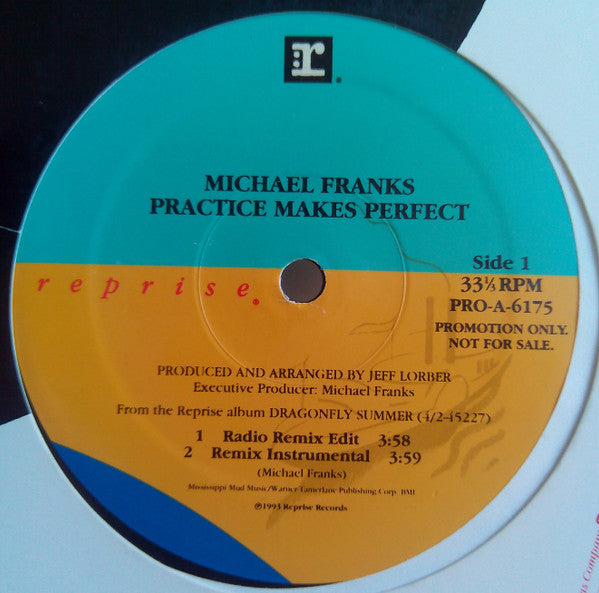 r
MICHAEL FRANKS
PRACTICE MAKES PERFECT
Side 1
reprise.
33⅓ RPM
PRO-A-6175
PROMOTION ONLY.
NOT FOR SALE.
PRODUCED AND ARRANGED BY JEFF LORBER
Executive Producer: Michael Franks
From the Reprise album DRAGONFLY SUMMER (4/2-45227)
1 Radio Remix Edit 3:58
2 Remix Instrumental 3:59
(Michael Franks)
Mississippi Mud Music/Warner-Tamerlane Publishing Corp. BMI
℗1993 Reprise Records
Company